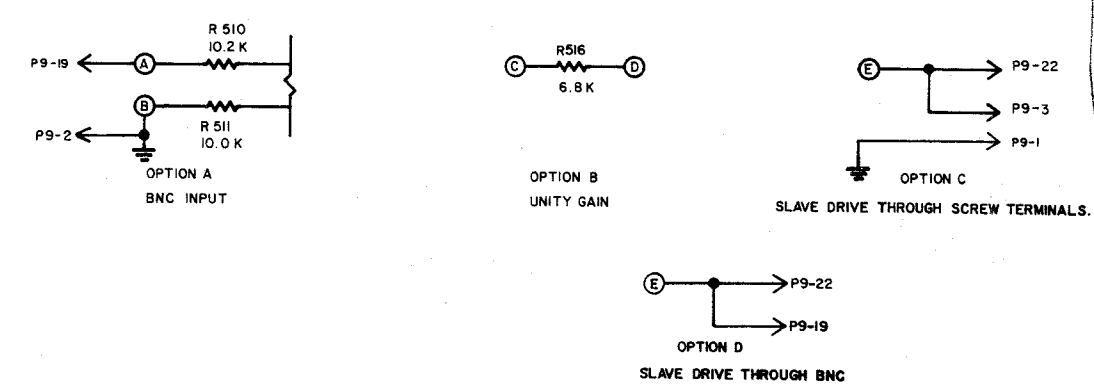 R 510
10.2 K
P9-19
A
B
R 511
10.0 K
P9-2
OPTION A
BNC INPUT
R516
C
D
6.8 K
OPTION B
UNITY GAIN
E
P9-22
P9-3
P9-1
OPTION C
SLAVE DRIVE THROUGH SCREW TERMINALS.
E
P9-22
P9-19
OPTION D
SLAVE DRIVE THROUGH BNC